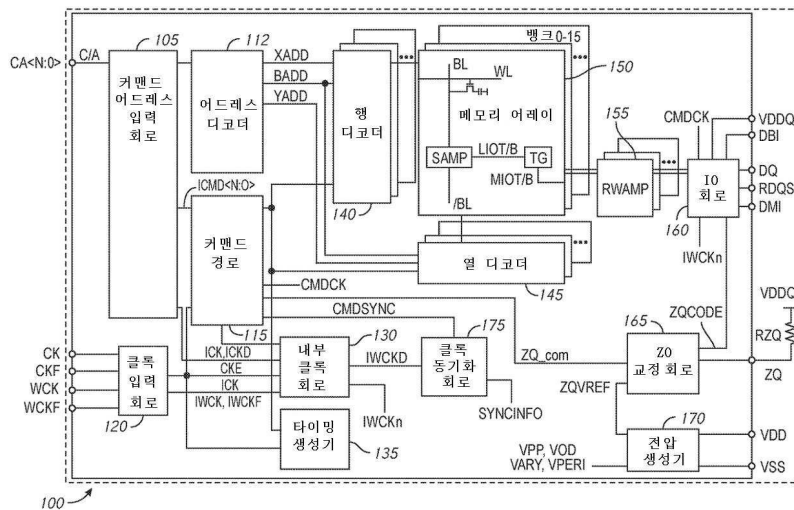 뱅크0-15
105
112
XADD
BADD
YADD
CA<N:0>
C/A
커맨드
어드레스
입력
회로
어드레스
디코더
행
디코더
140
BL
WL
메모리 어레이
150
SAMP
LIOT/B
TG
MIOT/B
/BL
155
RWAMP
CMDCK
VDDQ
DBI
DQ
RDQS
DMI
IO
회로
160
IWCKn
ICMD<N:O>
커맨드
경로
115
열 디코더
145
CMDCK
CMDSYNC
CK
CKF
WCK
WCKF
클록
입력
회로
120
ICK,ICKD
CKE
ICK
IWCK, IWCKF
130
내부
클록
회로
IWCKD
IWCKn
175
클록
동기화
회로
SYNCINFO
타이밍
생성기
135
ZQ_com
165
ZO
교정 회로
ZQCODE
VDDQ
RZQ
ZQ
ZQVREF
170
전압
생성기
VPP, VOD
VARY, VPERI
VDD
VSS
100